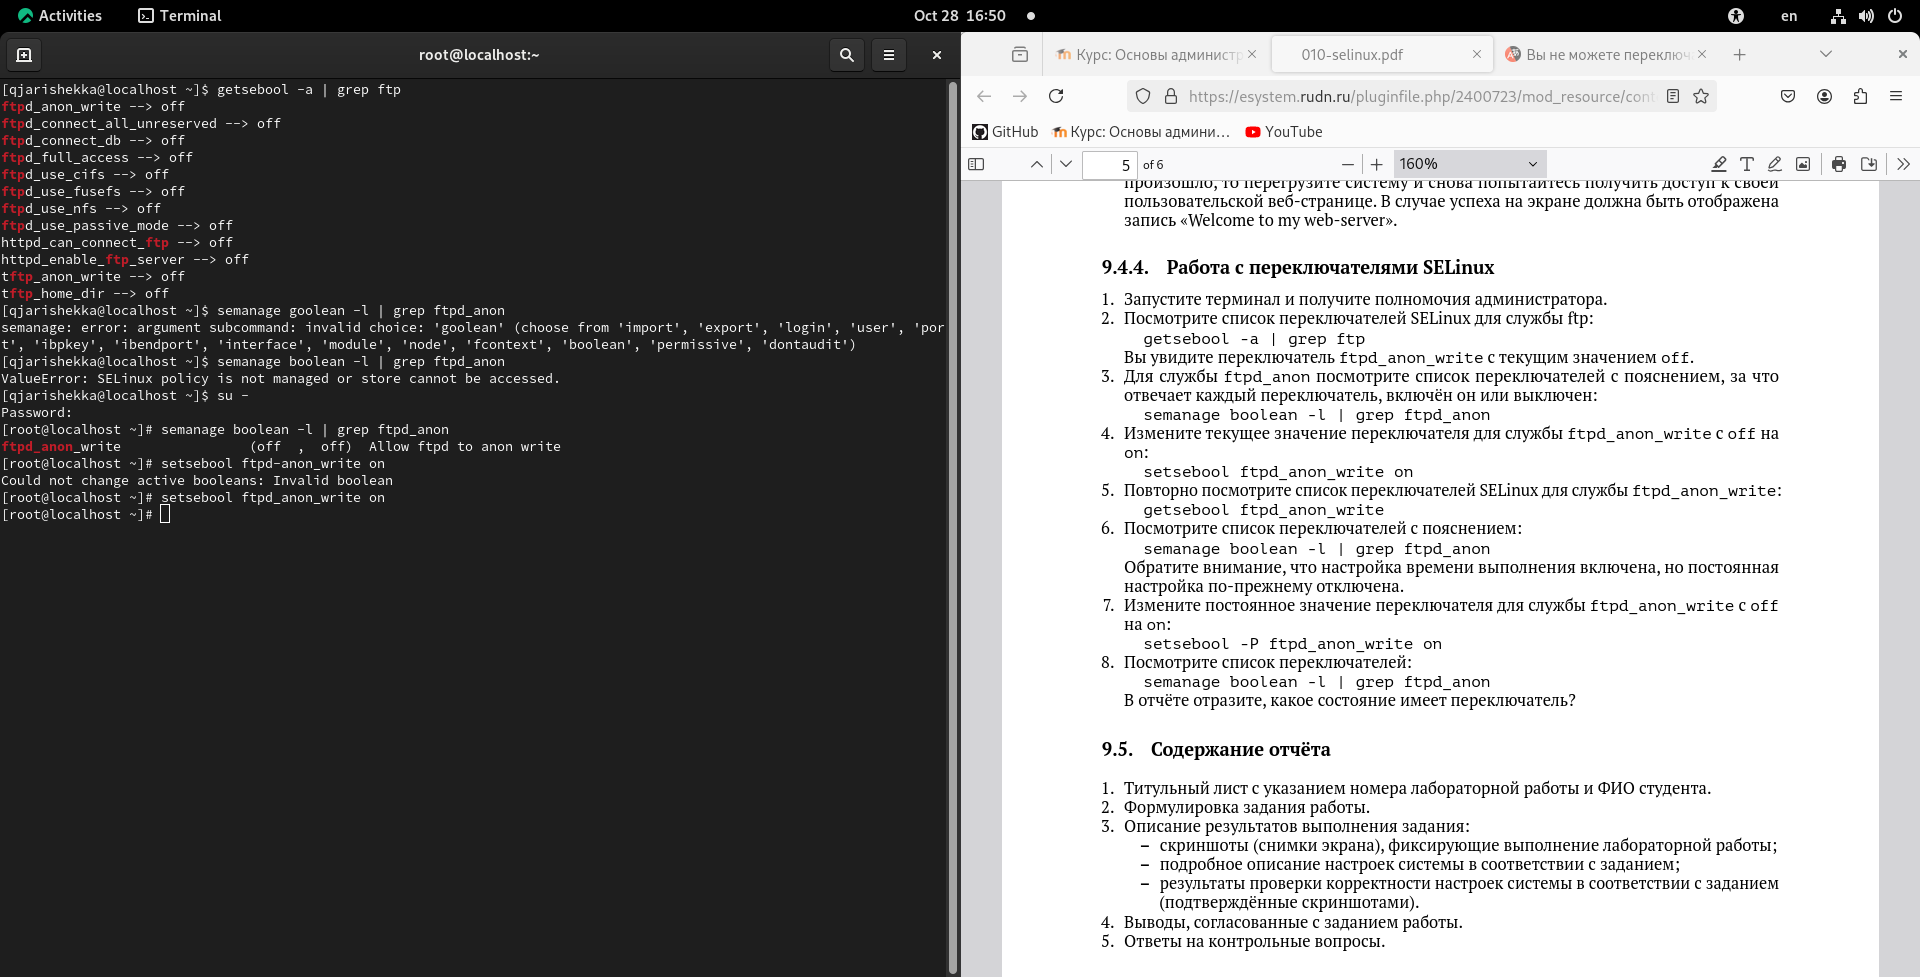 Activities
Terminal
Oct 28 16:50
en
root@localhost:~
[qjarishekka@localhost ~]$ getsebool -a | grep ftp
ftpd_anon_write --> off
ftpd_connect_all_unreserved --> off
ftpd_connect_db --> off
ftpd_full_access --> off
ftpd_use_cifs --> off
ftpd_use_fusefs --> off
ftpd_use_nfs --> off
ftpd_use_passive_mode --> off
httpd_can_connect_ftp --> off
httpd_enable_ftp_server --> off
tftp_anon_write --> off
tftp_home_dir --> off
[qjarishekka@localhost ~]$ semanage goolean -l | grep ftpd_anon
semanage: error: argument subcommand: invalid choice: 'goolean' (choose from 'import', 'export', 'login', 'user', 'por
t', 'ibpkey', 'ibendport', 'interface', 'module', 'node', 'fcontext', 'boolean', 'permissive', 'dontaudit')
[qjarishekka@localhost ~]$ semanage boolean -l | grep ftpd_anon
ValueError: SELinux policy is not managed or store cannot be accessed.
[qjarishekka@localhost ~]$ su -
Password:
[root@localhost ~]# semanage boolean -l | grep ftpd_anon
ftpd_anon_write                (off  ,  off)  Allow ftpd to anon write
[root@localhost ~]# setsebool ftpd-anon_write on
Could not change active booleans: Invalid boolean
[root@localhost ~]# setsebool ftpd_anon_write on
[root@localhost ~]#
Курс: Основы администр
010-selinux.pdf
Вы не можете переключ
https://esystem.rudn.ru/pluginfile.php/2400723/mod_resource/cont
GitHub
Курс: Основы админи…
YouTube
5 of 6
160%
произошло, то перегрузите систему и снова попытайтесь получить доступ к своей
пользовательской веб-странице. В случае успеха на экране должна быть отображена
запись «Welcome to my web-server».
9.4.4. Работа с переключателями SELinux
1. Запустите терминал и получите полномочия администратора.
2. Посмотрите список переключателей SELinux для службы ftp:
getsebool -a | grep ftp
Вы увидите переключатель ftpd_anon_write с текущим значением off.
3. Для службы ftpd_anon посмотрите список переключателей с пояснением, за что
отвечает каждый переключатель, включён он или выключен:
semanage boolean -l | grep ftpd_anon
4. Измените текущее значение переключателя для службы ftpd_anon_write с off на
on:
setsebool ftpd_anon_write on
5. Повторно посмотрите список переключателей SELinux для службы ftpd_anon_write:
getsebool ftpd_anon_write
6. Посмотрите список переключателей с пояснением:
semanage boolean -l | grep ftpd_anon
Обратите внимание, что настройка времени выполнения включена, но постоянная
настройка по-прежнему отключена.
7. Измените постоянное значение переключателя для службы ftpd_anon_write с off
на on:
setsebool -P ftpd_anon_write on
8. Посмотрите список переключателей:
semanage boolean -l | grep ftpd_anon
В отчёте отразите, какое состояние имеет переключатель?
9.5. Содержание отчёта
1. Титульный лист с указанием номера лабораторной работы и ФИО студента.
2. Формулировка задания работы.
3. Описание результатов выполнения задания:
– скриншоты (снимки экрана), фиксирующие выполнение лабораторной работы;
– подробное описание настроек системы в соответствии с заданием;
– результаты проверки корректности настроек системы в соответствии с заданием
(подтверждённые скриншотами).
4. Выводы, согласованные с заданием работы.
5. Ответы на контрольные вопросы.